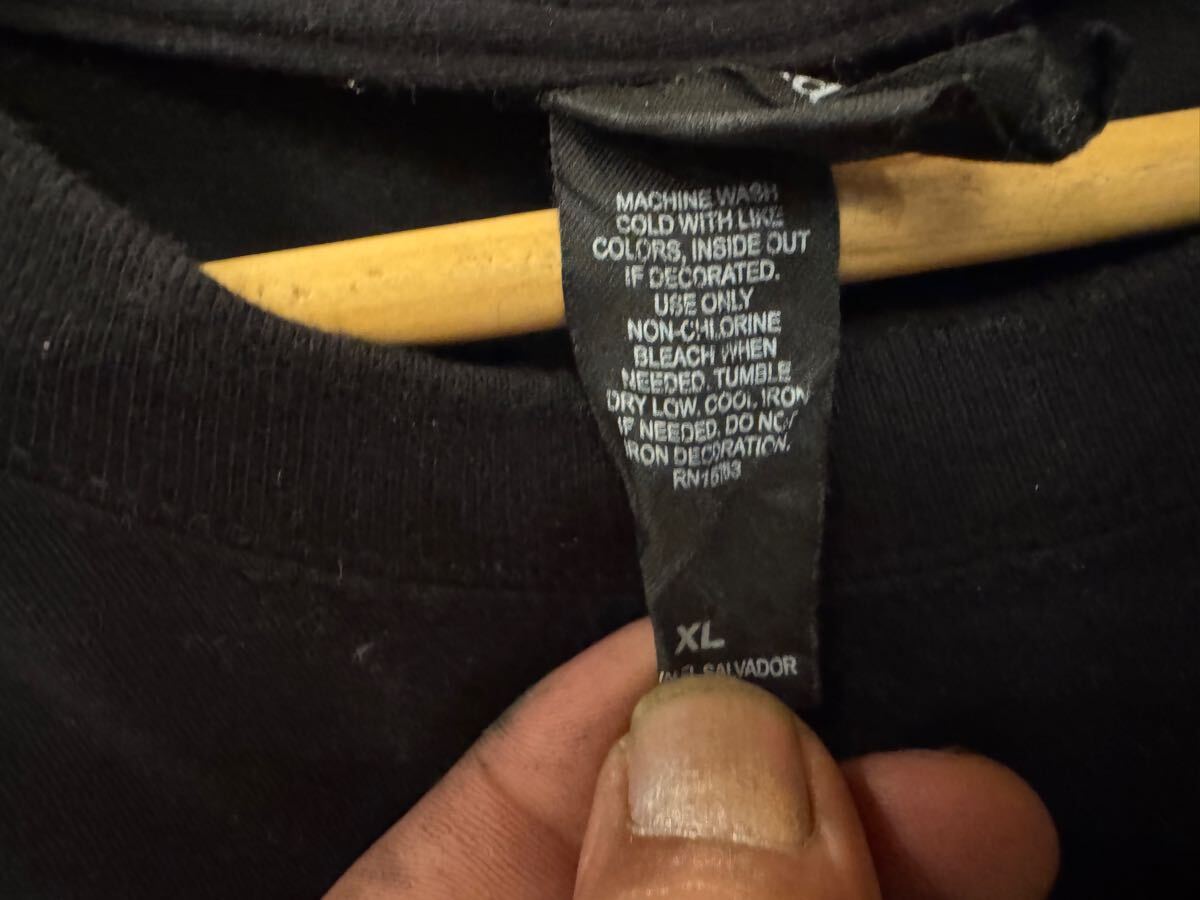 MACHINE WASH
COLD WITH LIKE
COLORS, INSIDE OUT
IF DECORATED.
USE ONLY
NON-CHLORINE
BLEACH WHEN
NEEDED. TUMBLE
DRY LOW. COOL IRON
IF NEEDED. DO NOT
IRON DECORATION.
XL
EL SALVADOR